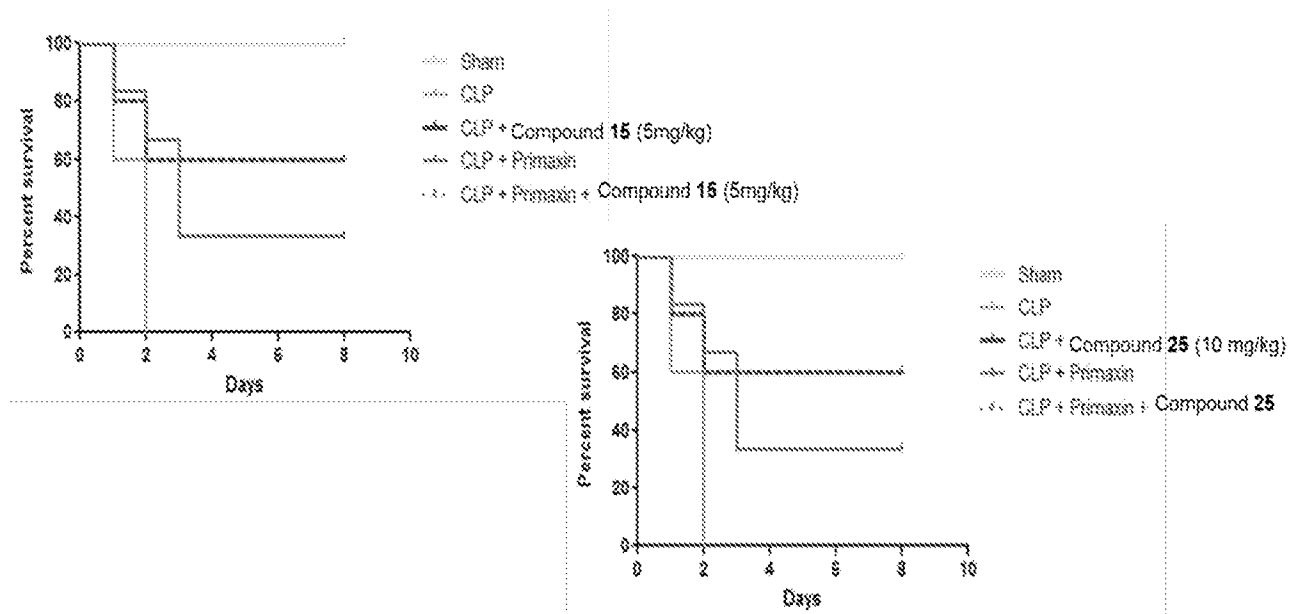 Percent survival
100
80
60
40
20
0
0 2 4 6 8 10
Days
Sham
CLP
CLP + Compound 15 (5mg/kg)
CLP + Primaxin
CLP + Primaxin + Compound 15 (5mg/kg)
Percent survival
100
80
60
40
20
0
0 2 4 6 8 10
Days
Sham
CLP
CLP + Compound 25 (10 mg/kg)
CLP + Primaxin
CLP + Primaxin + Compound 25